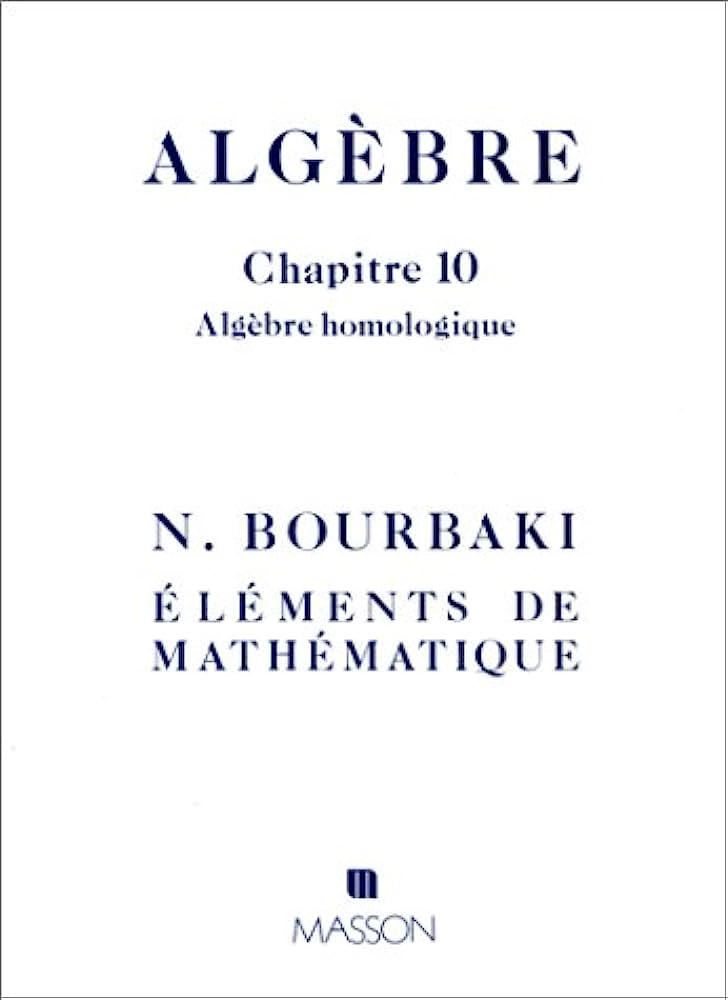 ALGÈBRE
Chapitre 10
Algèbre homologique
N. BOURBAKI
ÉLÉMENTS DE
MATHÉMATIQUE
m
MASSON